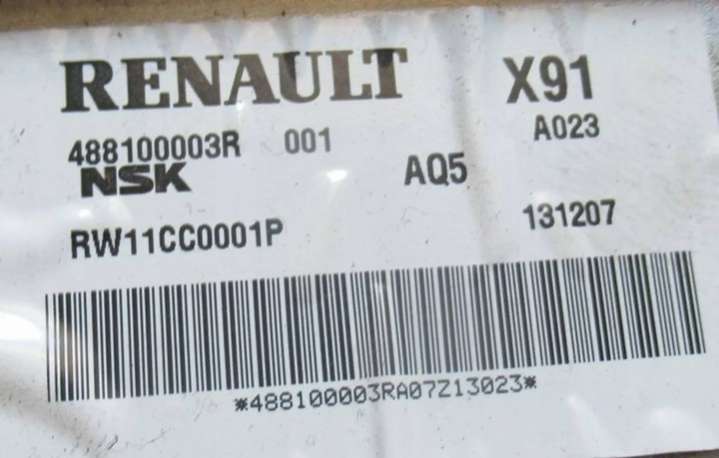 RENAULT X91
488100003R 001 A023
NSK AQ5
RW11CC0001P 131207
*488100003RA07Z13023*